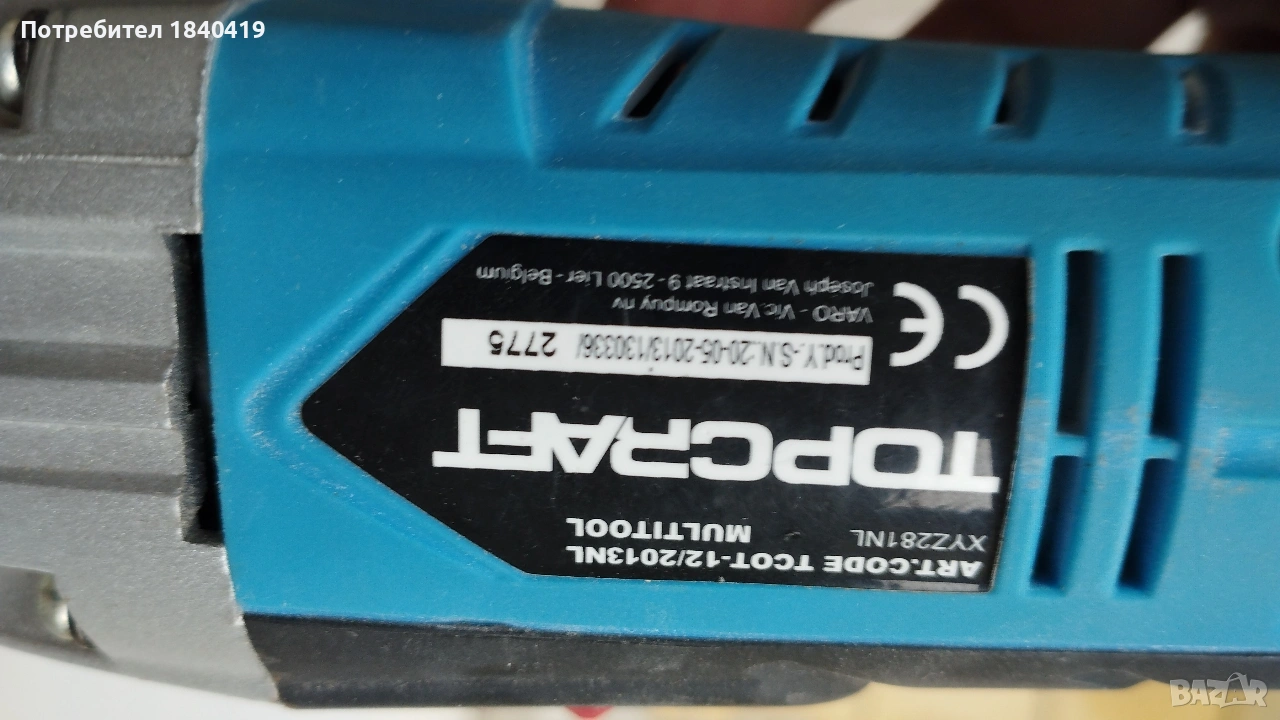 Потребител 1840419
ART.CODE TCOT-12/2013NL
XYZ281NL MULTITOOL
TOPCRAFT
Prod.Y.-S.N.:20-05-2013/130336/ 2775
VARO - Vic.Van Rompuy nv
Joseph Van Instraat 9 - 2500 Lier - Belgium
CE
BAZAR